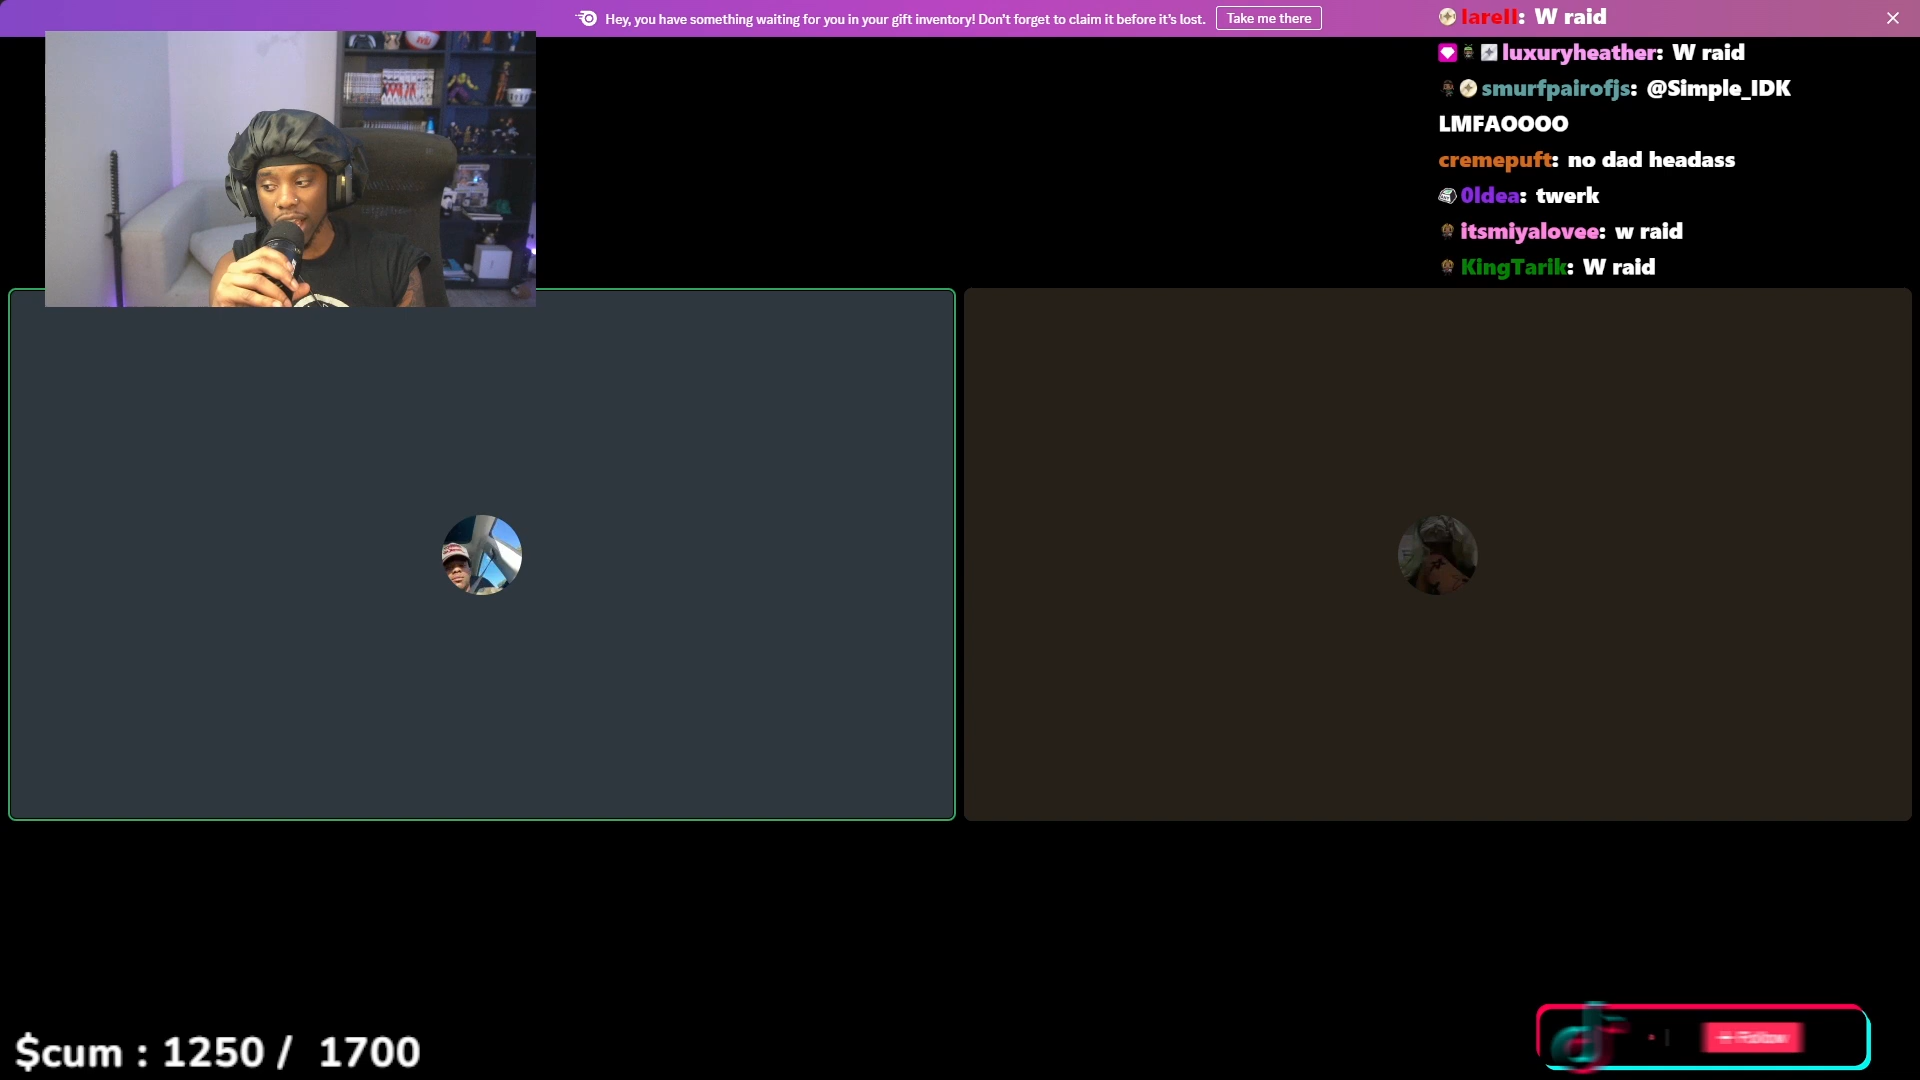 Hey, you have something waiting for you in your gift inventory! Don't forget to claim it before it's lost.
Take me there
larell: W raid
luxuryheather: W raid
smurfpairofjs: @Simple_IDK
LMFAOOOO
cremepuft: no dad headass
0ldea: twerk
itsmiyalovee: w raid
KingTarik: W raid
$cum : 1250 / 1700